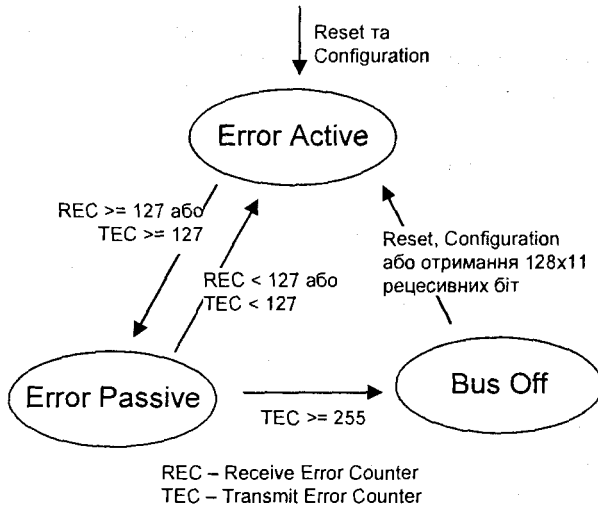 Reset та
Configuration
Error Active
REC >= 127 або
TEC >= 127
REC < 127 або
TEC < 127
Reset, Configuration
або отримання 128x11
рецесивних біт
Error Passive
TEC >= 255
Bus Off
REC – Receive Error Counter
TEC – Transmit Error Counter